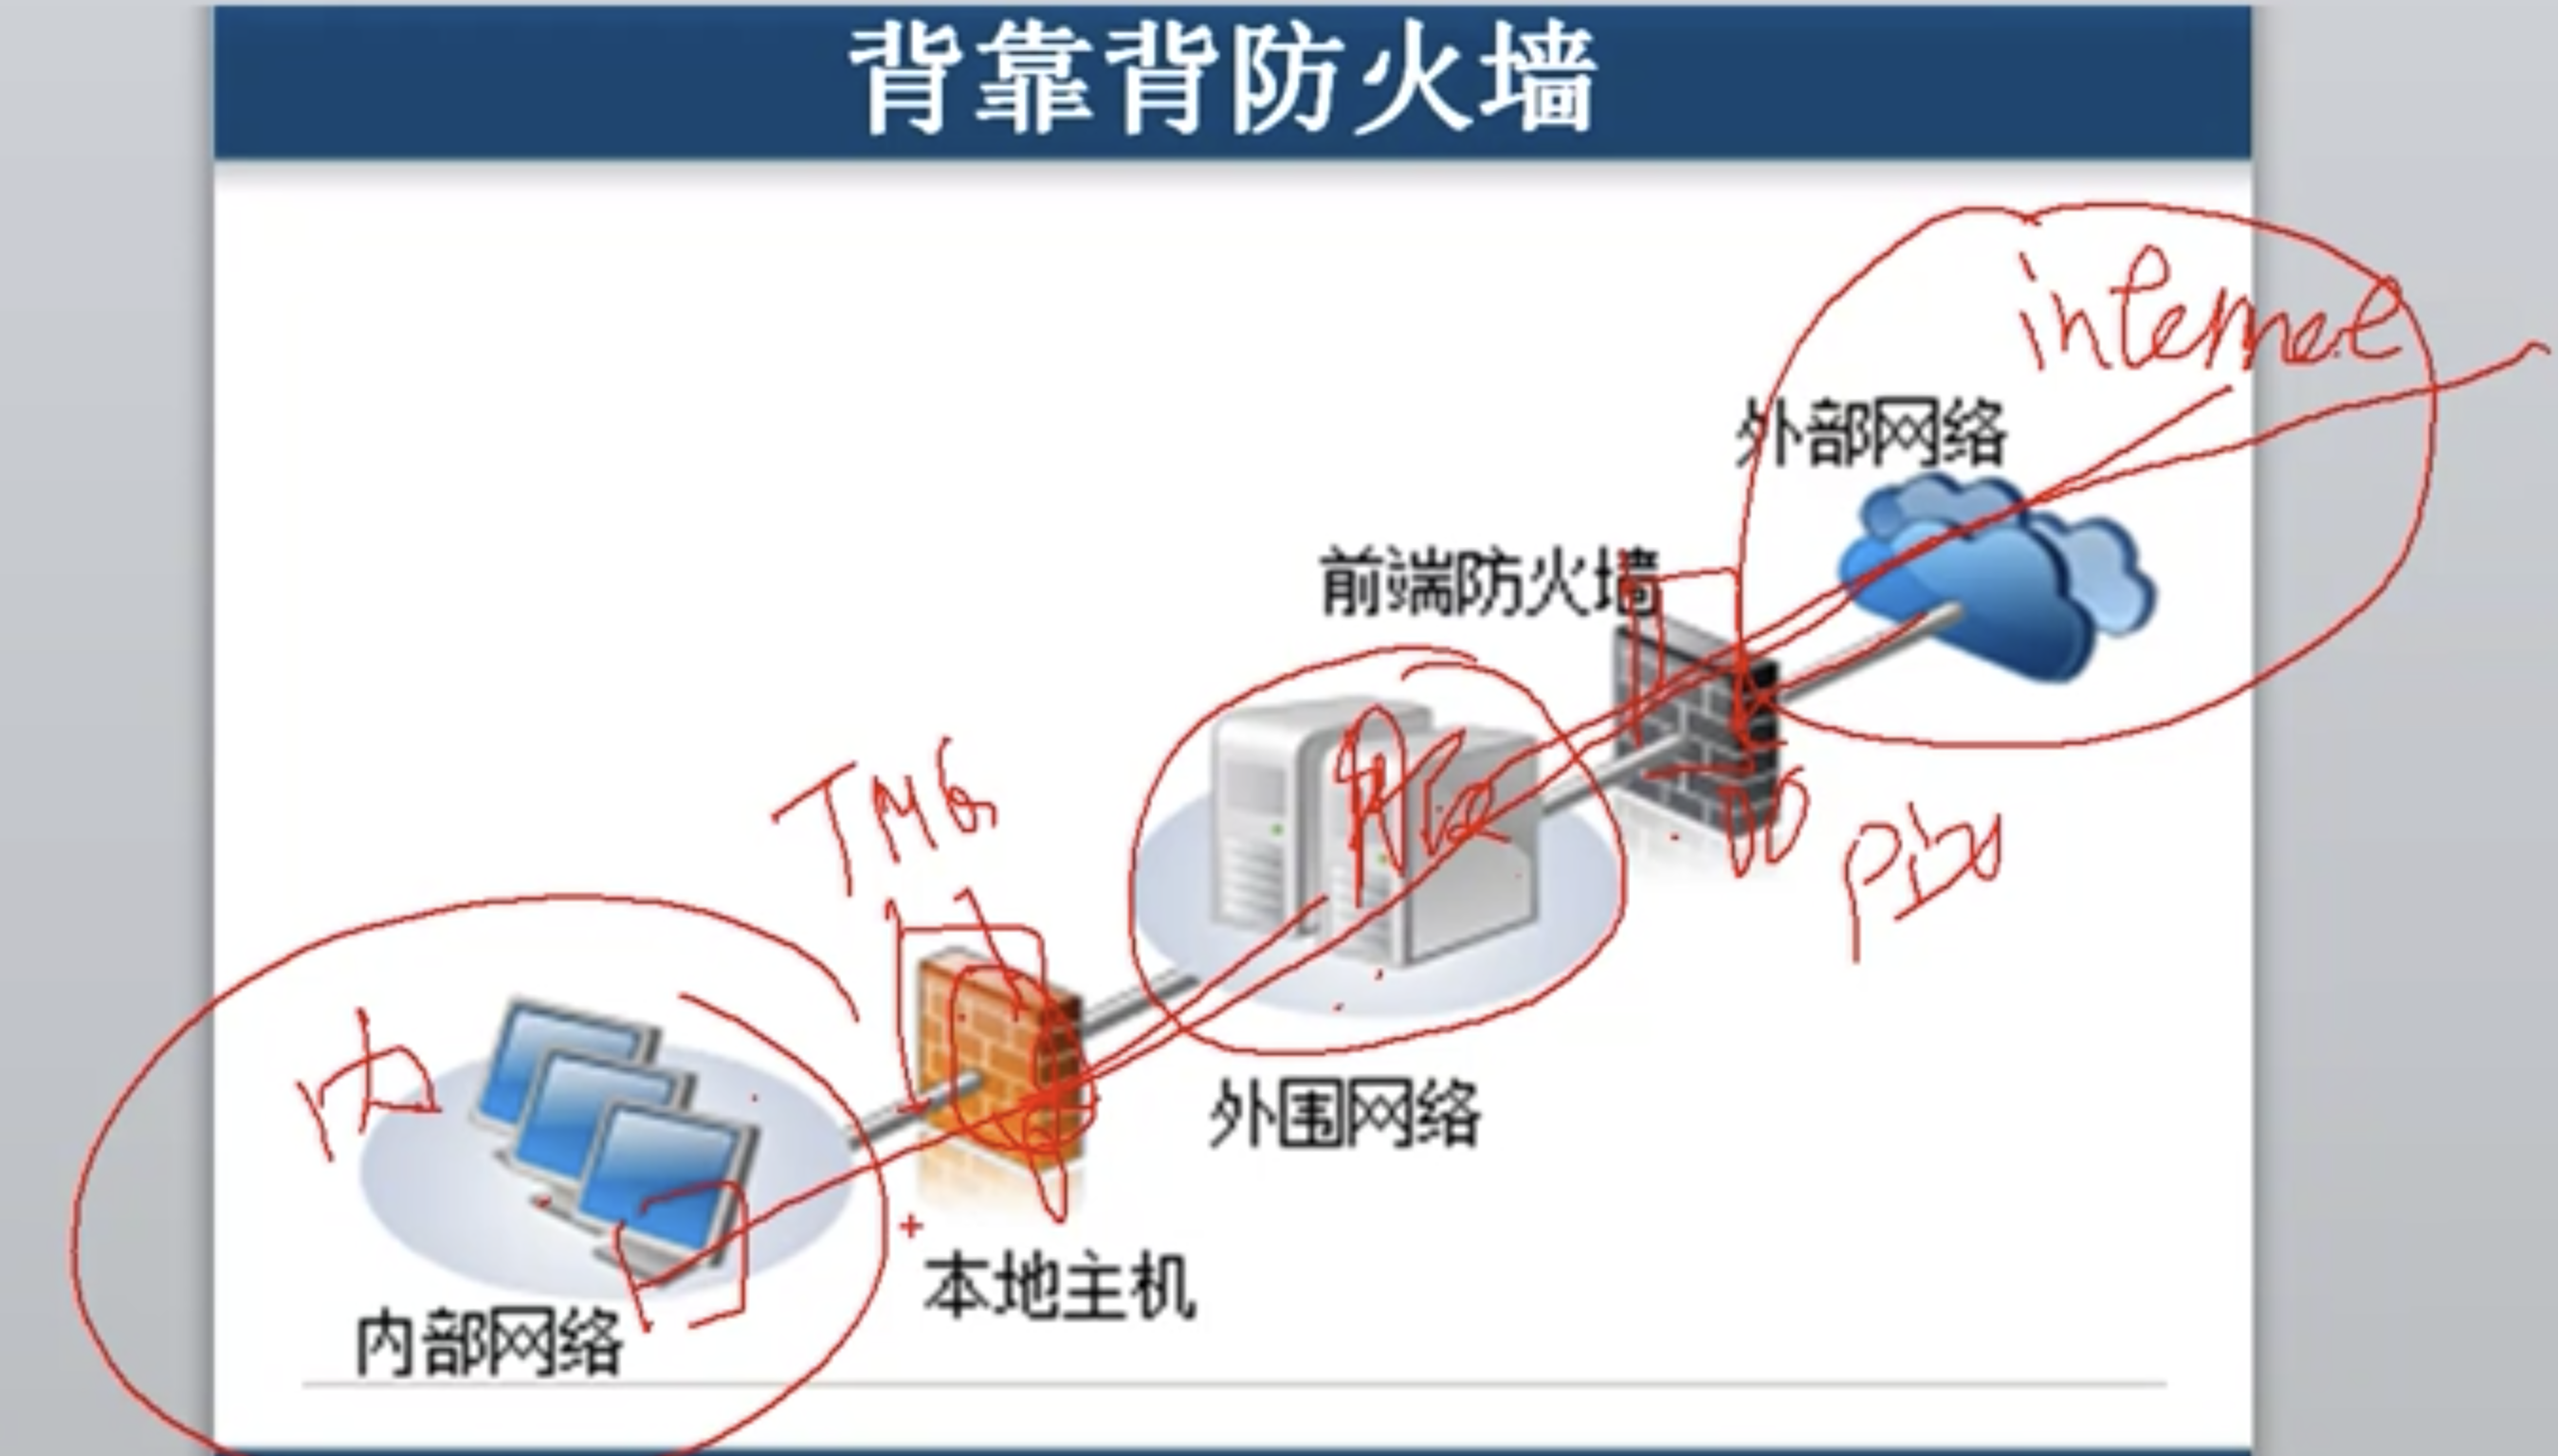 背靠背防火墙
internet
外部网络
前端防火墙
TMG
pix
外围网络
内
本地主机
内部网络